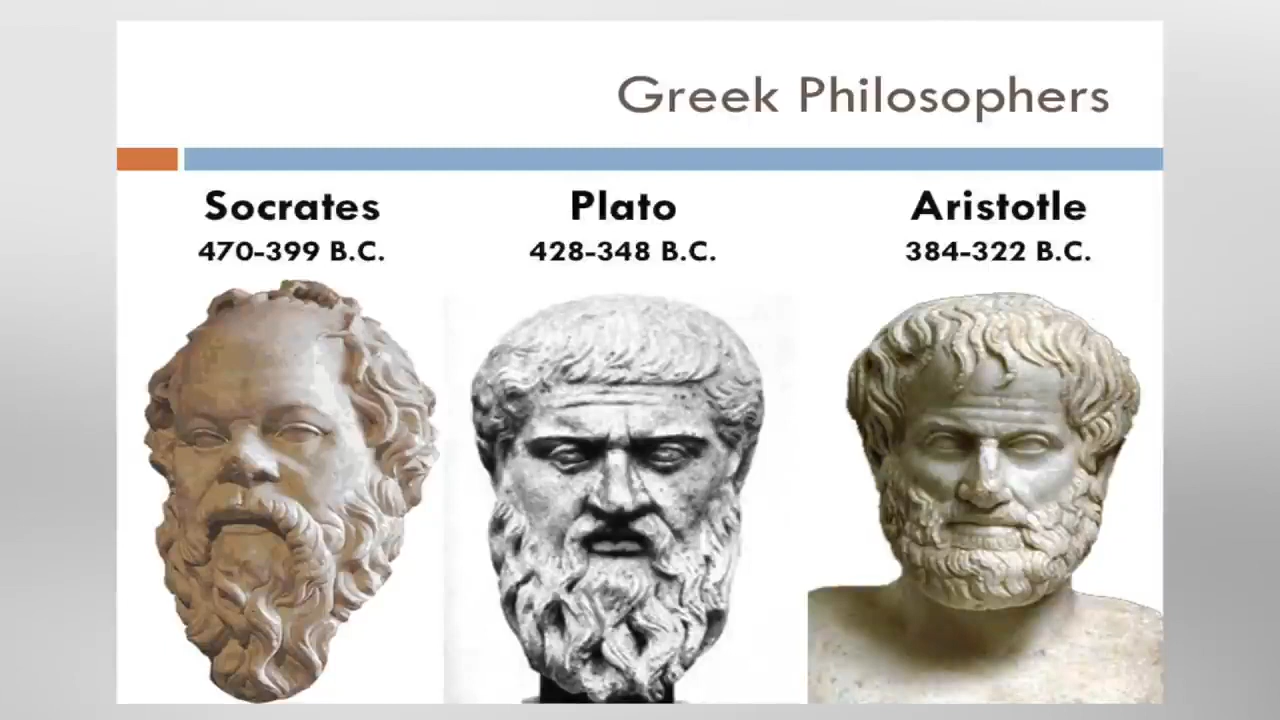 Greek Philosophers
Socrates
470-399 B.C.
Plato
428-348 B.C.
Aristotle
384-322 B.C.